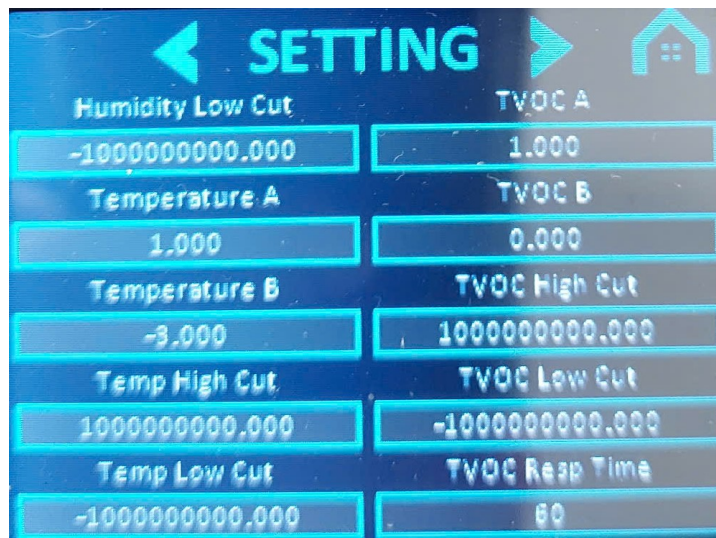 SETTING
Humidity Low Cut
TVOC A
-1000000000.000
1.000
Temperature A
TVOC B
1.000
0.000
Temperature B
TVOC High Cut
-3.000
1000000000.000
Temp High Cut
TVOC Low Cut
1000000000.000
-1000000000.000
Temp Low Cut
TVOC Resp Time
-1000000000.000
60